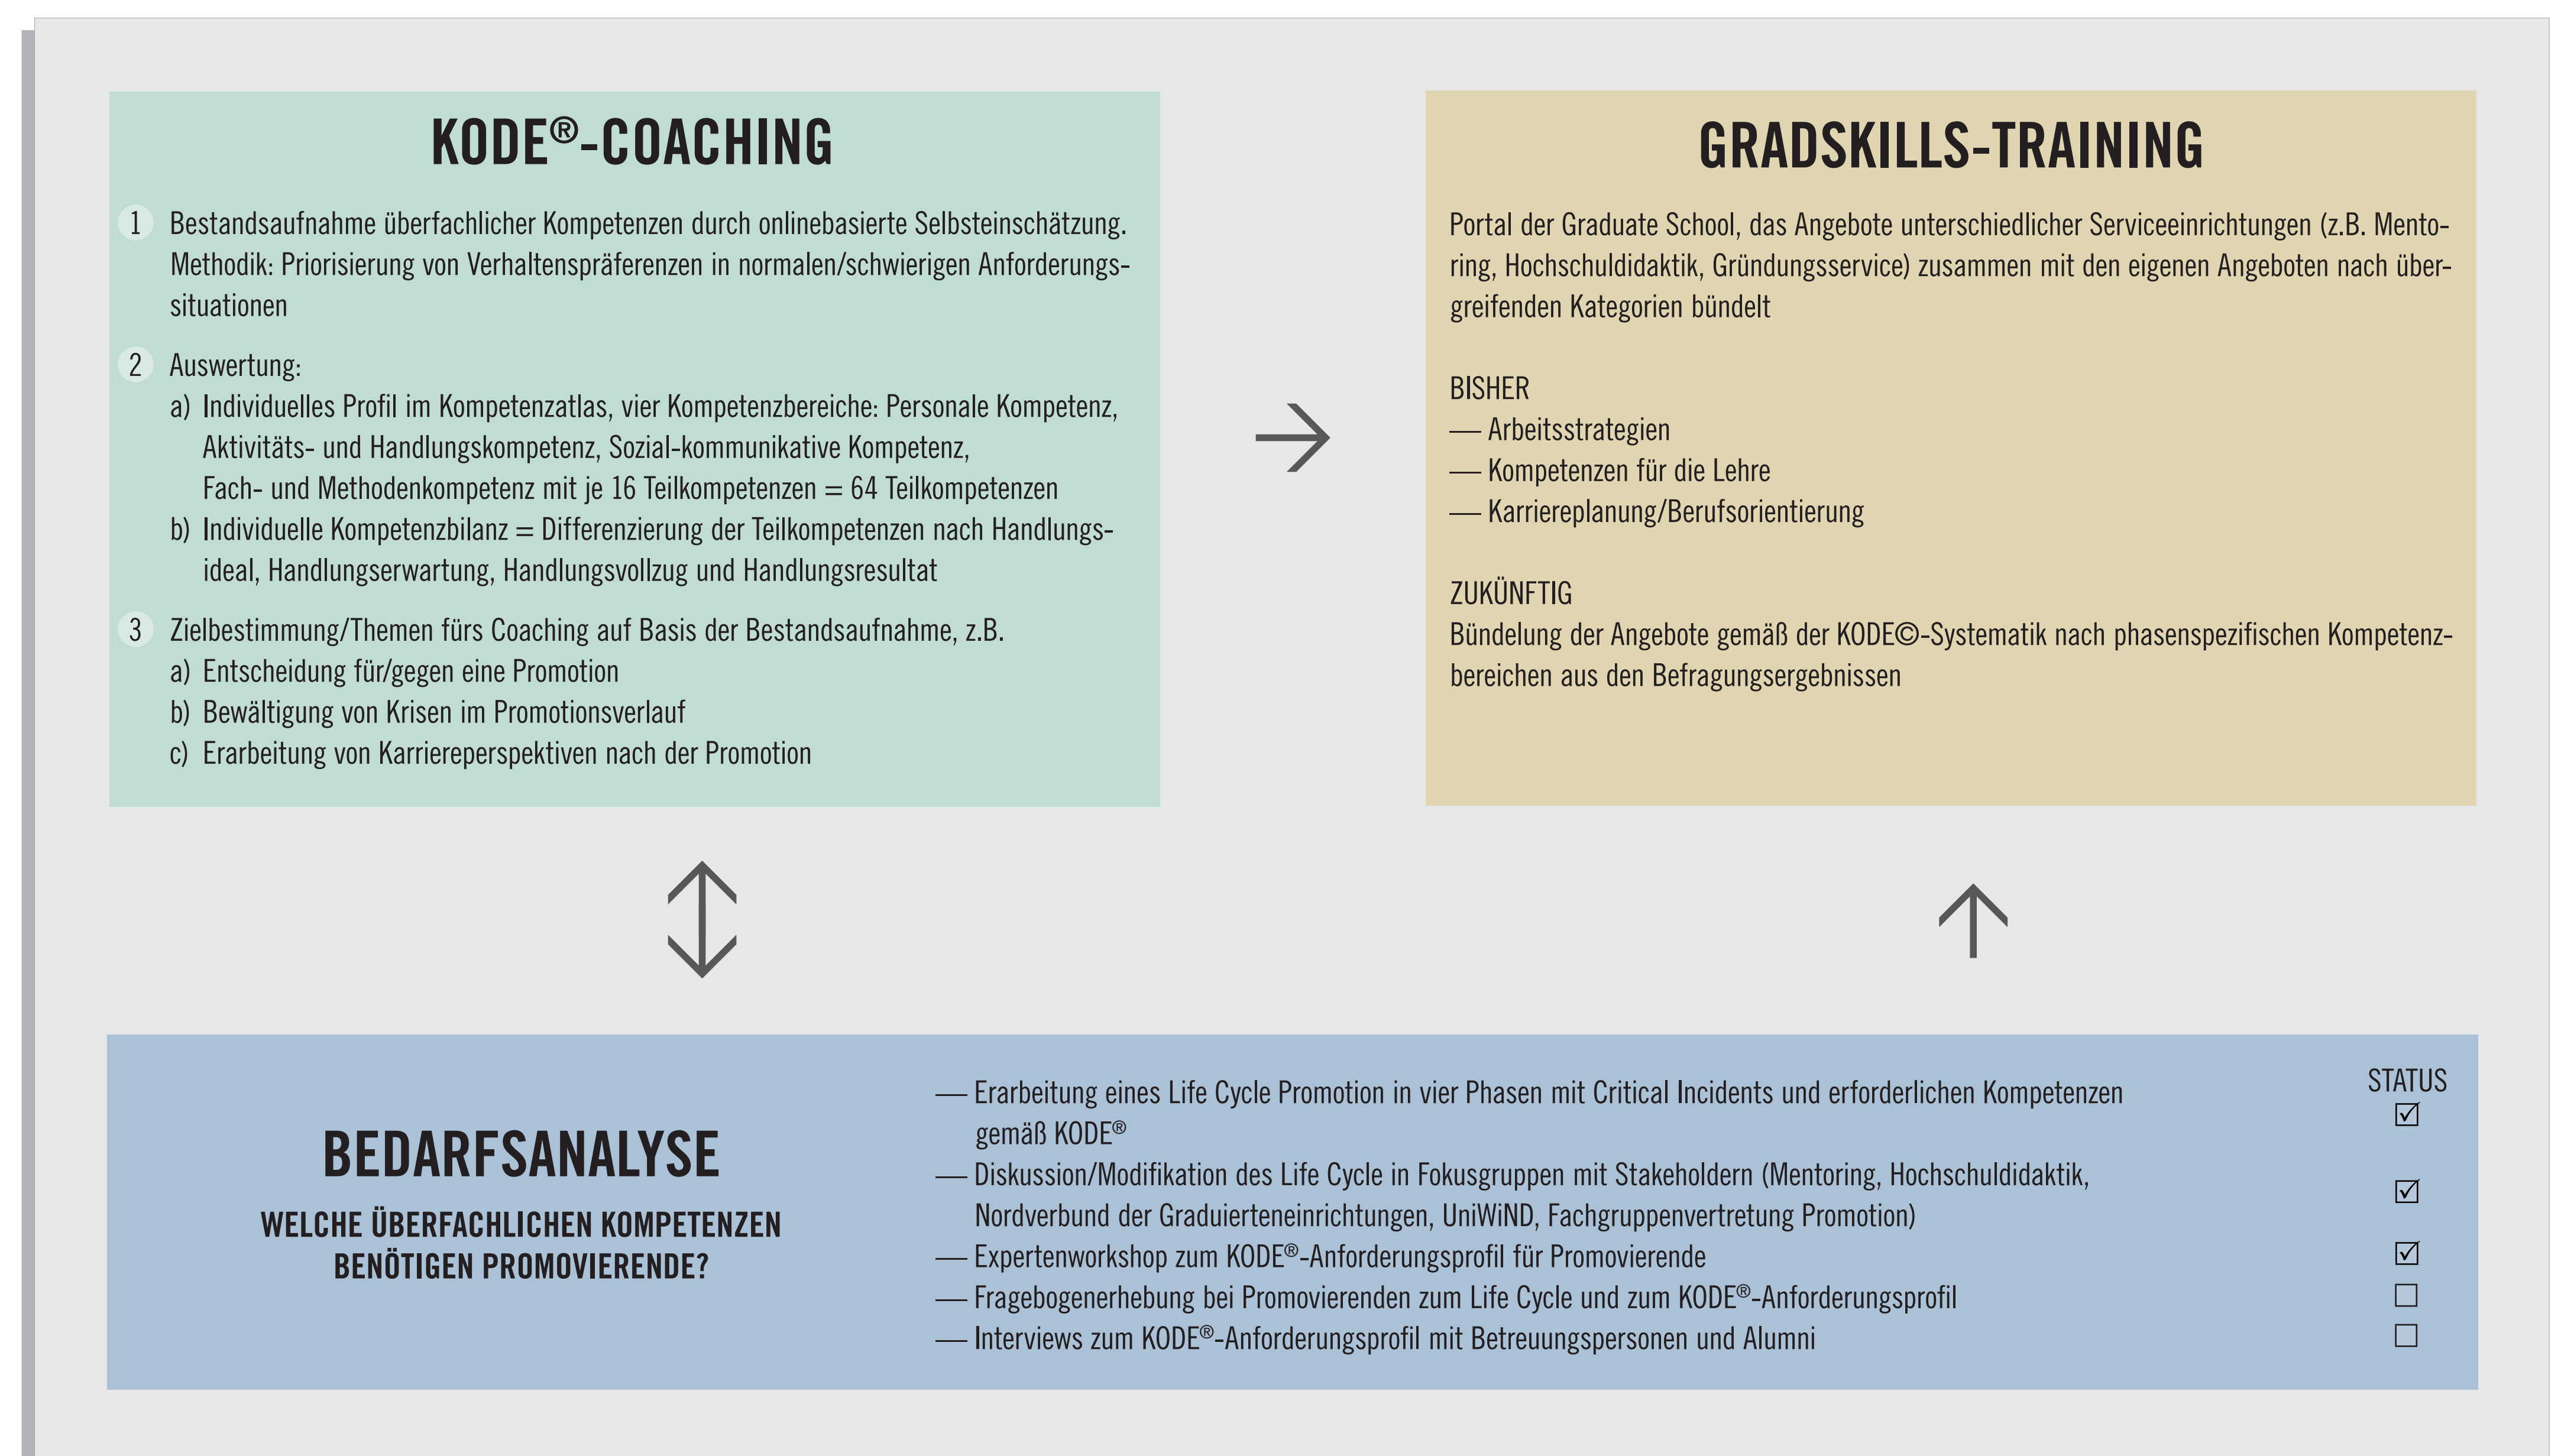 KODE®-COACHING
1 Bestandsaufnahme überfachlicher Kompetenzen durch onlinebasierte Selbsteinschätzung.
Methodik: Priorisierung von Verhaltenspräferenzen in normalen/schwierigen Anforderungs-
situationen
2 Auswertung:
a) Individuelles Profil im Kompetenzatlas, vier Kompetenzbereiche: Personale Kompetenz,
Aktivitäts- und Handlungskompetenz, Sozial-kommunikative Kompetenz,
Fach- und Methodenkompetenz mit je 16 Teilkompetenzen = 64 Teilkompetenzen
b) Individuelle Kompetenzbilanz = Differenzierung der Teilkompetenzen nach Handlungs-
ideal, Handlungserwartung, Handlungsvollzug und Handlungsresultat
3 Zielbestimmung/Themen fürs Coaching auf Basis der Bestandsaufnahme, z.B.
a) Entscheidung für/gegen eine Promotion
b) Bewältigung von Krisen im Promotionsverlauf
c) Erarbeitung von Karriereperspektiven nach der Promotion
→
GRADSKILLS-TRAINING
Portal der Graduate School, das Angebote unterschiedlicher Serviceeinrichtungen (z.B. Mento-
ring, Hochschuldidaktik, Gründungsservice) zusammen mit den eigenen Angeboten nach über-
greifenden Kategorien bündelt
BISHER
— Arbeitsstrategien
— Kompetenzen für die Lehre
— Karriereplanung/Berufsorientierung
ZUKÜNFTIG
Bündelung der Angebote gemäß der KODE©-Systematik nach phasenspezifischen Kompetenz-
bereichen aus den Befragungsergebnissen
↕
↑
BEDARFSANALYSE
WELCHE ÜBERFACHLICHEN KOMPETENZEN
BENÖTIGEN PROMOVIERENDE?
STATUS
— Erarbeitung eines Life Cycle Promotion in vier Phasen mit Critical Incidents und erforderlichen Kompetenzen ☑
gemäß KODE®
— Diskussion/Modifikation des Life Cycle in Fokusgruppen mit Stakeholdern (Mentoring, Hochschuldidaktik, ☑
Nordverbund der Graduierteneinrichtungen, UniWiND, Fachgruppenvertretung Promotion)
— Expertenworkshop zum KODE®-Anforderungsprofil für Promovierende ☑
— Fragebogenerhebung bei Promovierenden zum Life Cycle und zum KODE®-Anforderungsprofil ☐
— Interviews zum KODE®-Anforderungsprofil mit Betreuungspersonen und Alumni ☐